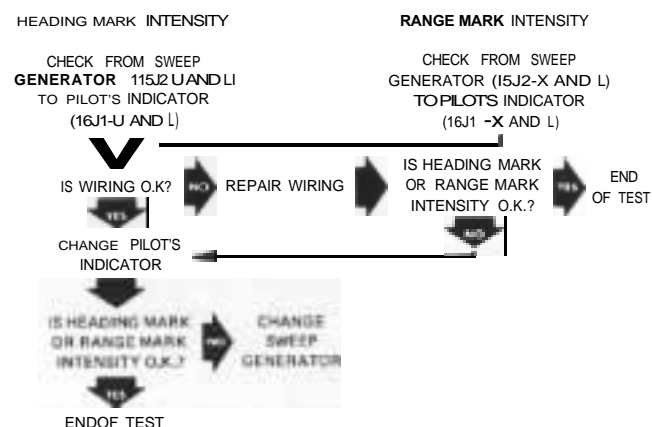 HEADING MARK INTENSITY
CHECK FROM SWEEP
GENERATOR 115J2 UANDLI
TO PILOT'S INDICATOR
(16J1-U AND L)
RANGE MARK INTENSITY
CHECK FROM SWEEP
GENERATOR (I5J2-X AND L)
TOPILOT'S INDICATOR
(16J1 -X AND L)
IS WIRING O.K?
NO
REPAIR WIRING
IS HEADING MARK
OR RANGE MARK
INTENSITY O.K.?
YES
END
OF TEST
YES
NO
CHANGE PILOT'S
INDICATOR
IS HEADING MARK
OR RANGE MARK
INTENSITY O.K.?
NO
CHANGE
SWEEP
GENERATOR
YES
ENDOF TEST